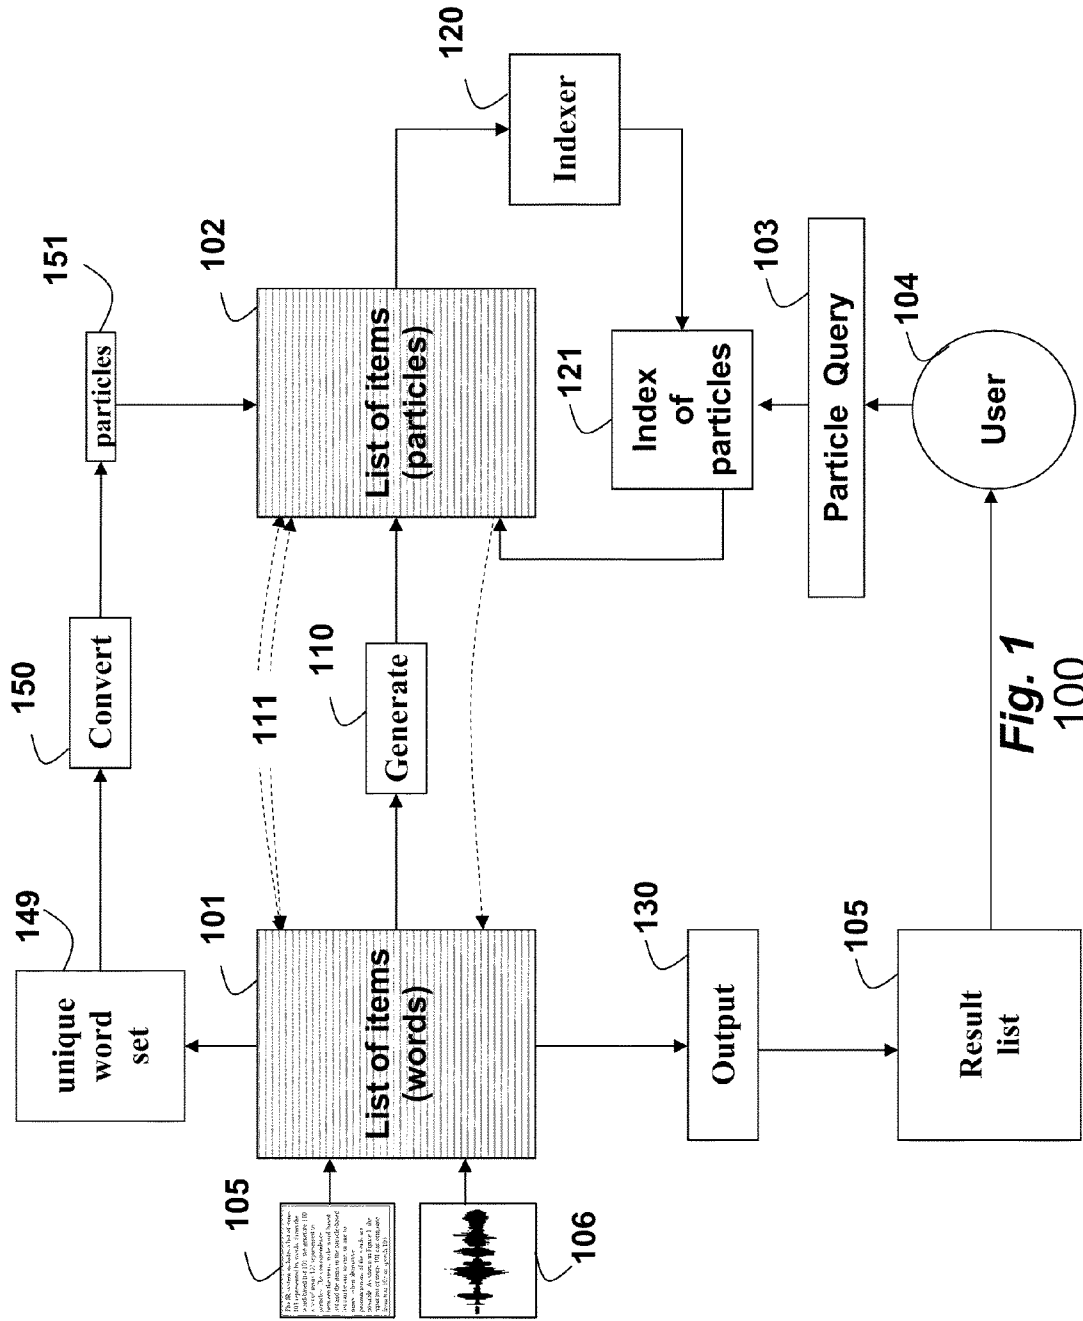 149
unique
word
set
150
Convert
151
particles
105
106
101
List of items
(words)
111
110
Generate
102
List of items
(particles)
120
Indexer
121
Index
of
particles
130
Output
103
Particle Query
105
Result
list
104
User
Fig. 1
100